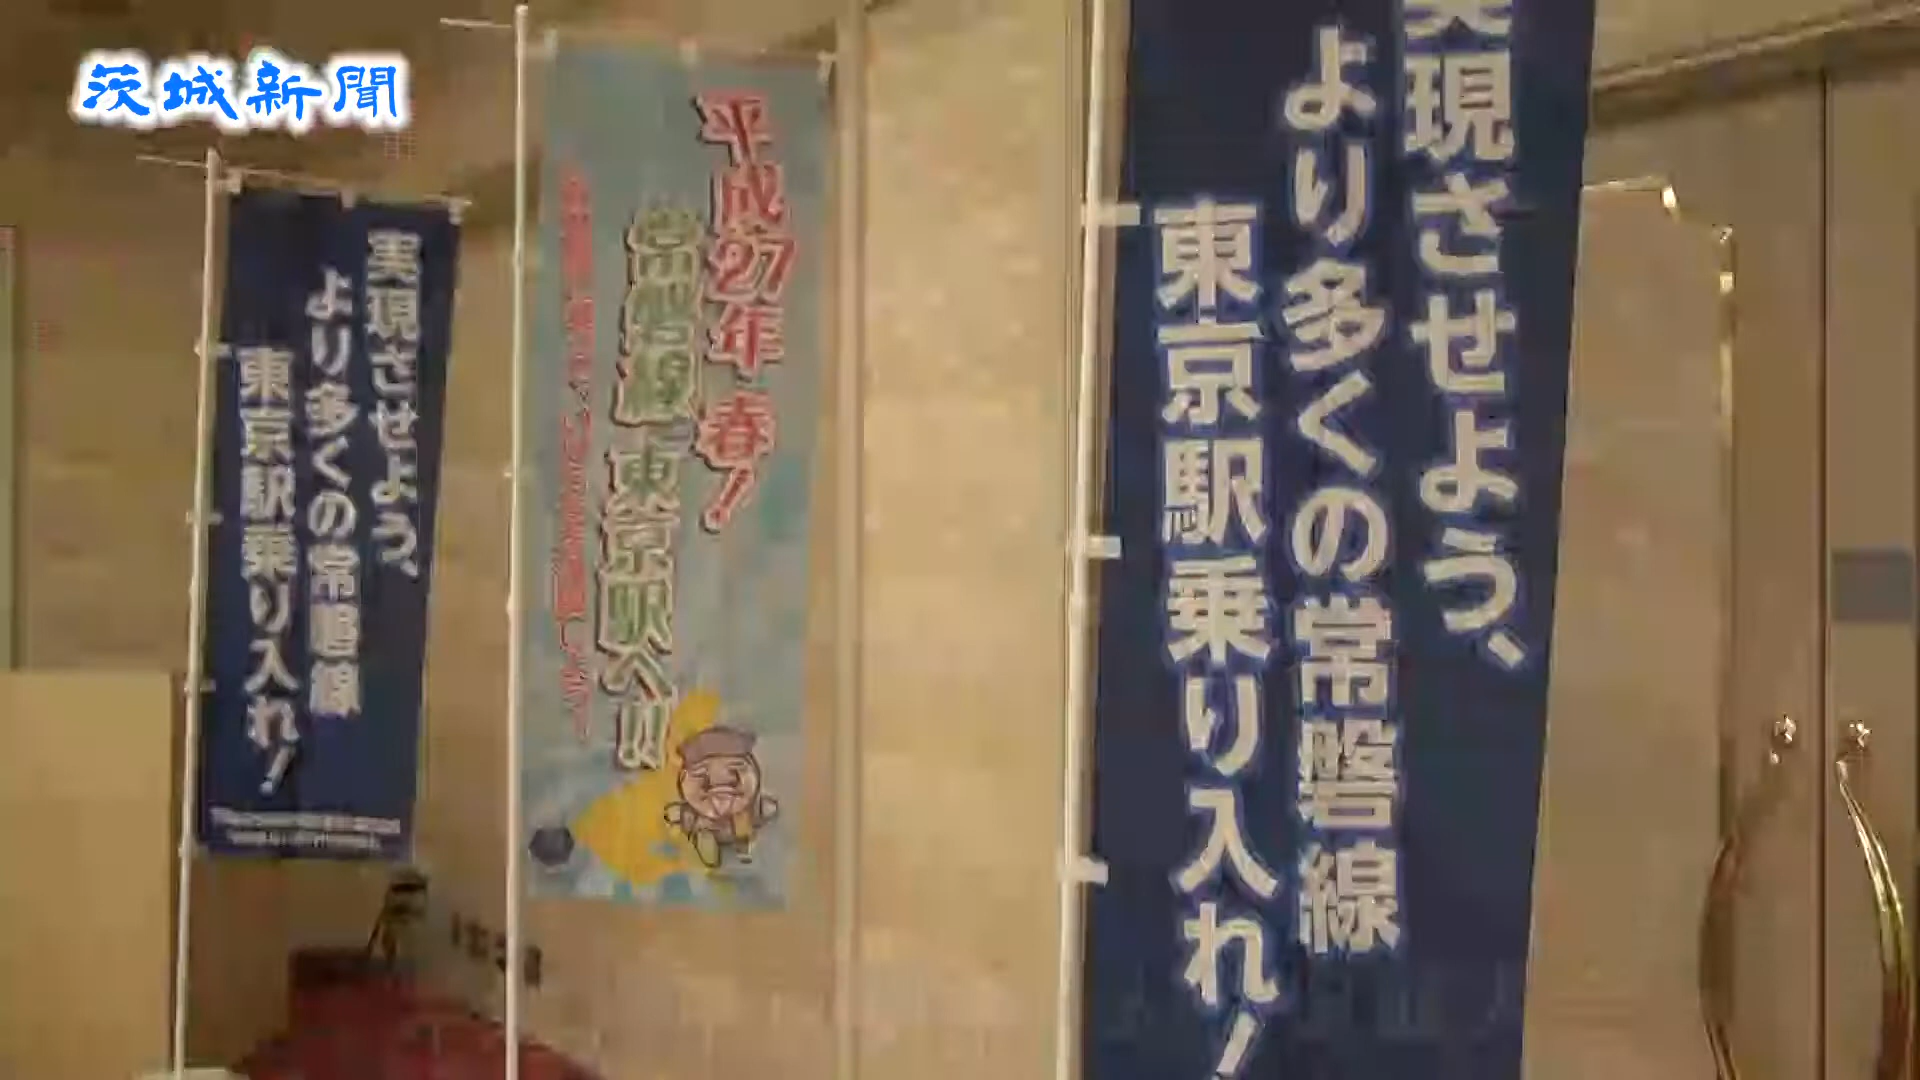 茨城新聞
実現させよう、
より多くの常磐線
東京駅乗り入れ!
平成27年春!
常磐線東京駅へ!!
実現させよう、
より多くの常磐線
東京駅乗り入れ!